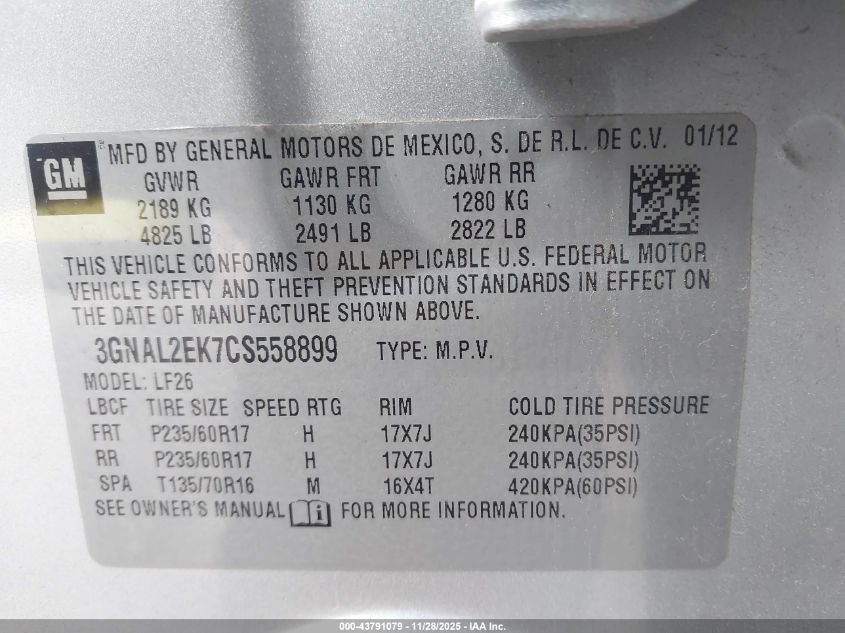 GM
MFD BY GENERAL MOTORS DE MEXICO, S. DE R.L. DE C.V. 01/12
GVWR GAWR FRT GAWR RR
2189 KG 1130 KG 1280 KG
4825 LB 2491 LB 2822 LB
THIS VEHICLE CONFORMS TO ALL APPLICABLE U.S. FEDERAL MOTOR
VEHICLE SAFETY AND THEFT PREVENTION STANDARDS IN EFFECT ON
THE DATE OF MANUFACTURE SHOWN ABOVE.
3GNAL2EK7CS558899 TYPE: M.P.V.
MODEL: LF26
LBCF TIRE SIZE SPEED RTG RIM COLD TIRE PRESSURE
FRT P235/60R17 H 17X7J 240KPA(35PSI)
RR P235/60R17 H 17X7J 240KPA(35PSI)
SPA T135/70R16 M 16X4T 420KPA(60PSI)
SEE OWNER'S MANUAL FOR MORE INFORMATION.
000-43791079 - 11/28/2025 - IAA Inc.